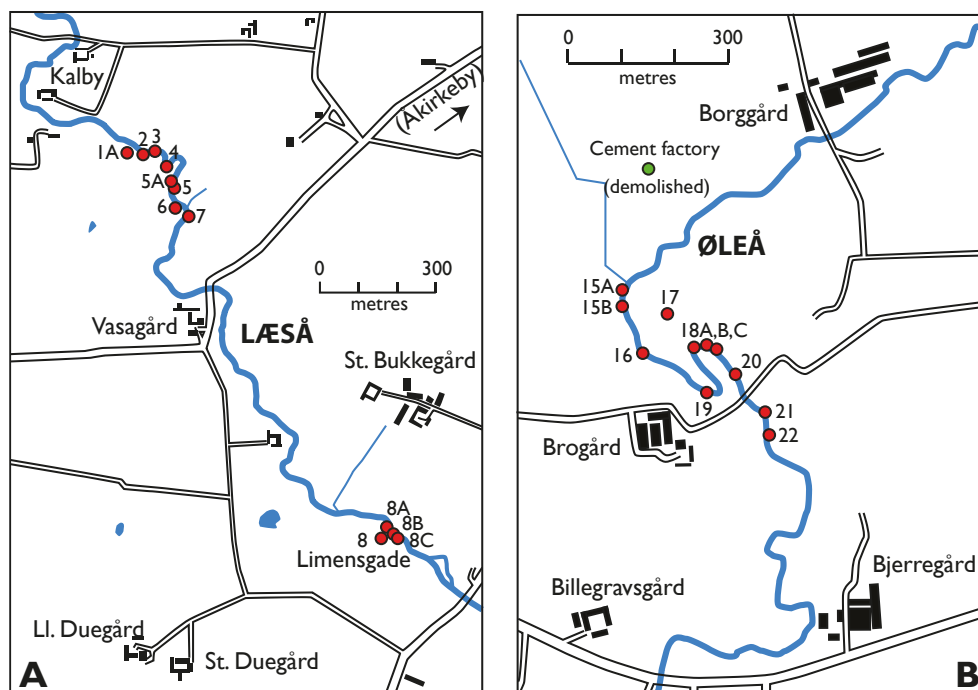 Kalby
(Akirkeby)
1A
2
3
4
5A
5
6
7
0
300
metres
Vasagård
LÆSÅ
St. Bukkegård
8A
8B
8
8C
Limensgade
Ll. Duegård
St. Duegård
A
0
300
metres
Borggård
Cement factory
(demolished)
ØLEÅ
15A
15B
17
16
18A,B,C
20
19
21
22
Brogård
Billegravsgård
Bjerregård
B